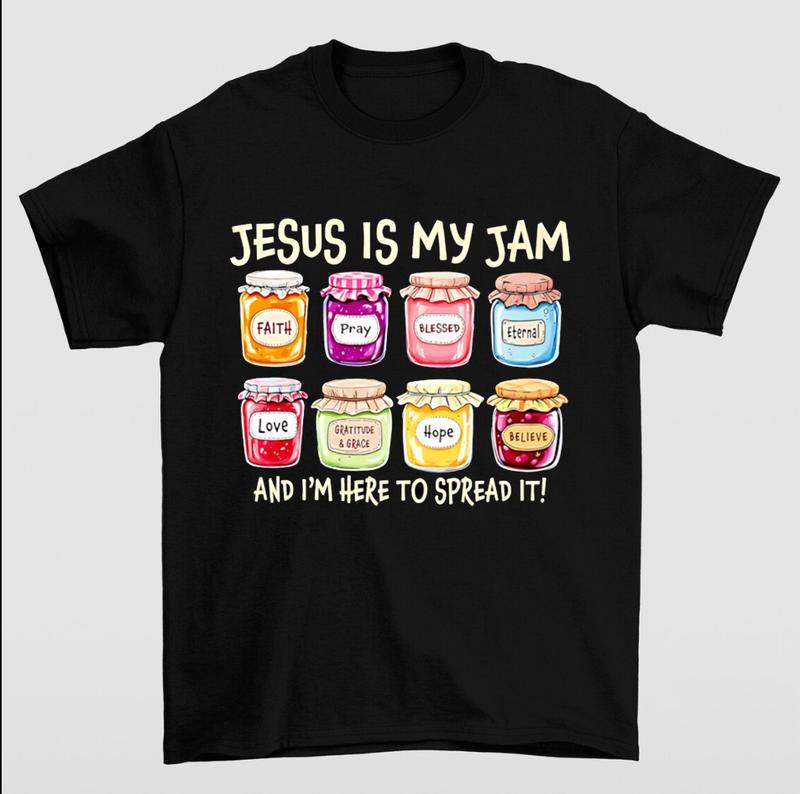 JESUS IS MY JAM
FAITH
Pray
BLESSED
Eternal
Love
GRATITUDE
& GRACE
Hope
BELIEVE
AND I'M HERE TO SPREAD IT!